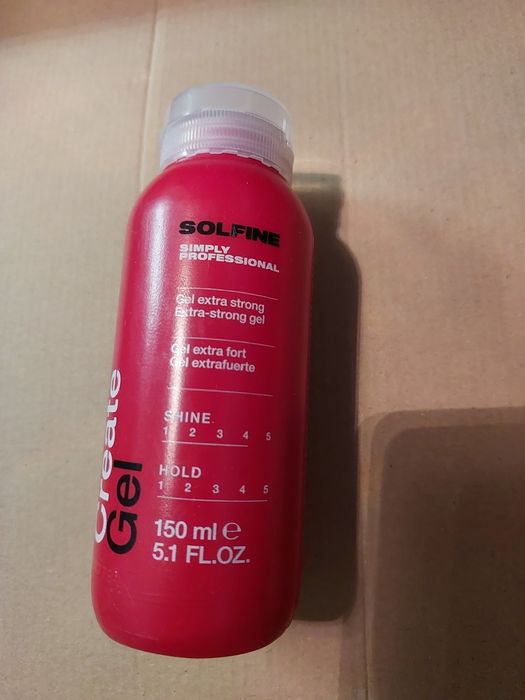 SOLFINE
SIMPLY
PROFESSIONAL
Gel extra strong
Extra-strong gel
Gel extra fort
Gel extrafuerte
SHINE
1 2 3 4 5
HOLD
1 2 3 4 5
150 ml e
5.1 FL.OZ.
Create
Gel